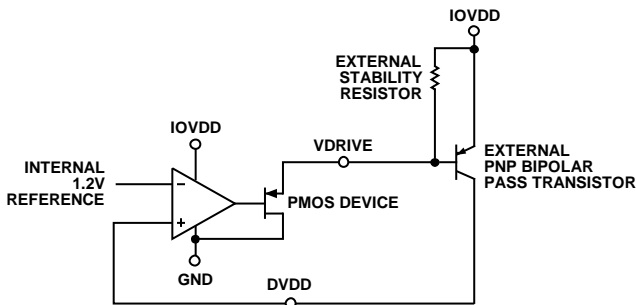 IOVDD
EXTERNAL
STABILITY
RESISTOR
IOVDD
VDRIVE
EXTERNAL
PNP BIPOLAR
PASS TRANSISTOR
INTERNAL
1.2V
REFERENCE
–
+
PMOS DEVICE
GND
DVDD